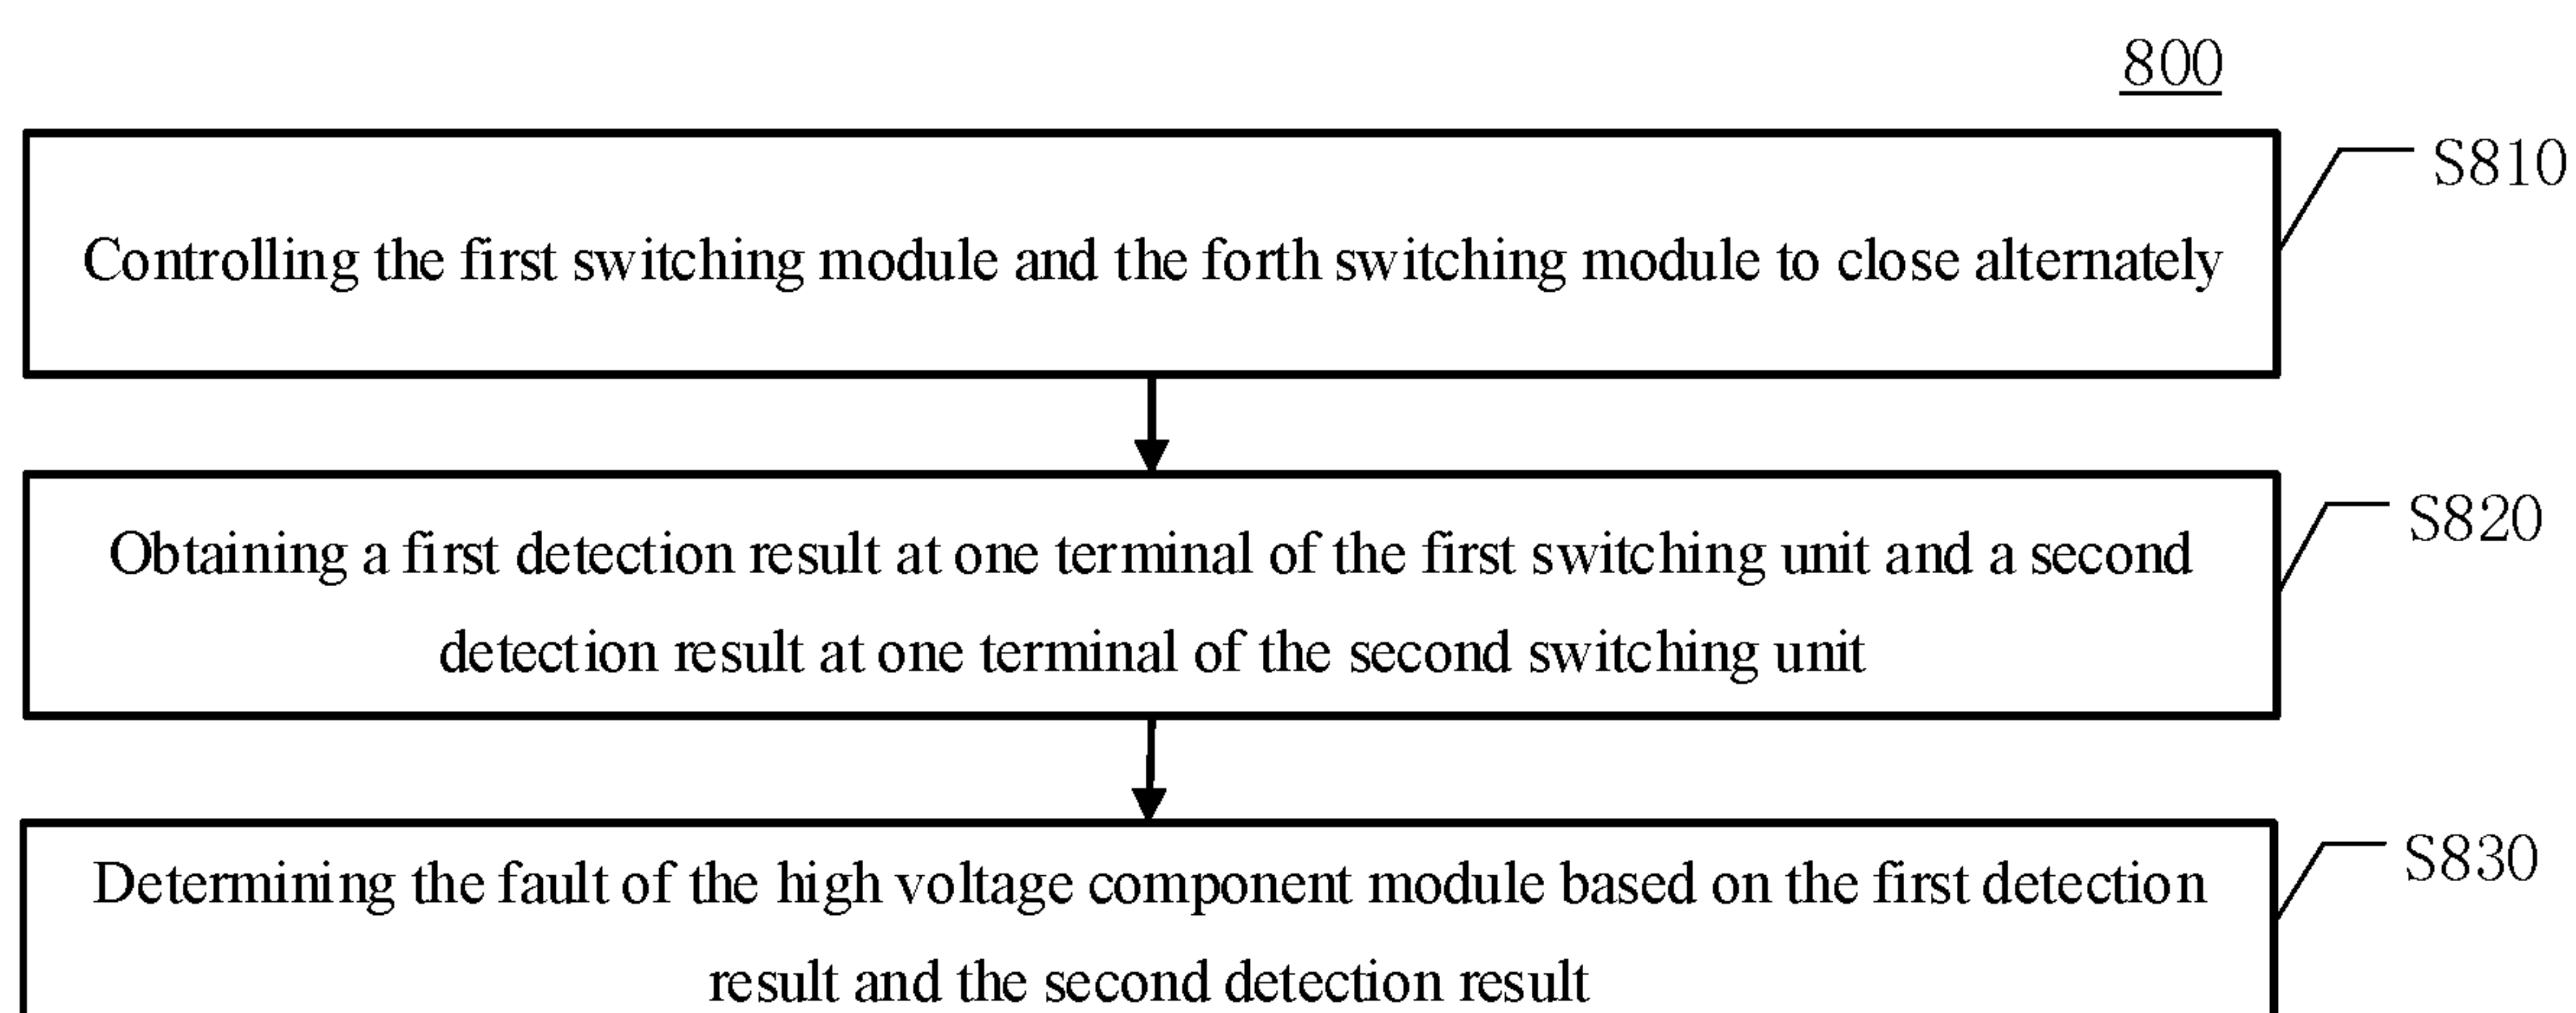 800
S810
Controlling the first switching module and the forth switching module to close alternately
S820
Obtaining a first detection result at one terminal of the first switching unit and a second
detection result at one terminal of the second switching unit
S830
Determining the fault of the high voltage component module based on the first detection
result and the second detection result